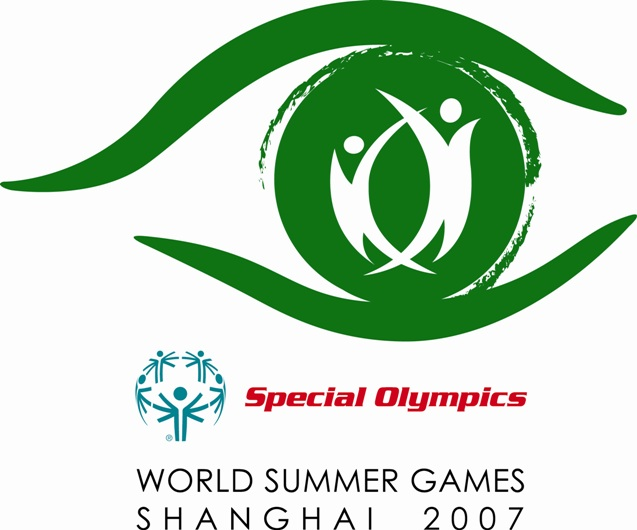 ®
Special Olympics
WORLD SUMMER GAMES
SHANGHAI 2007